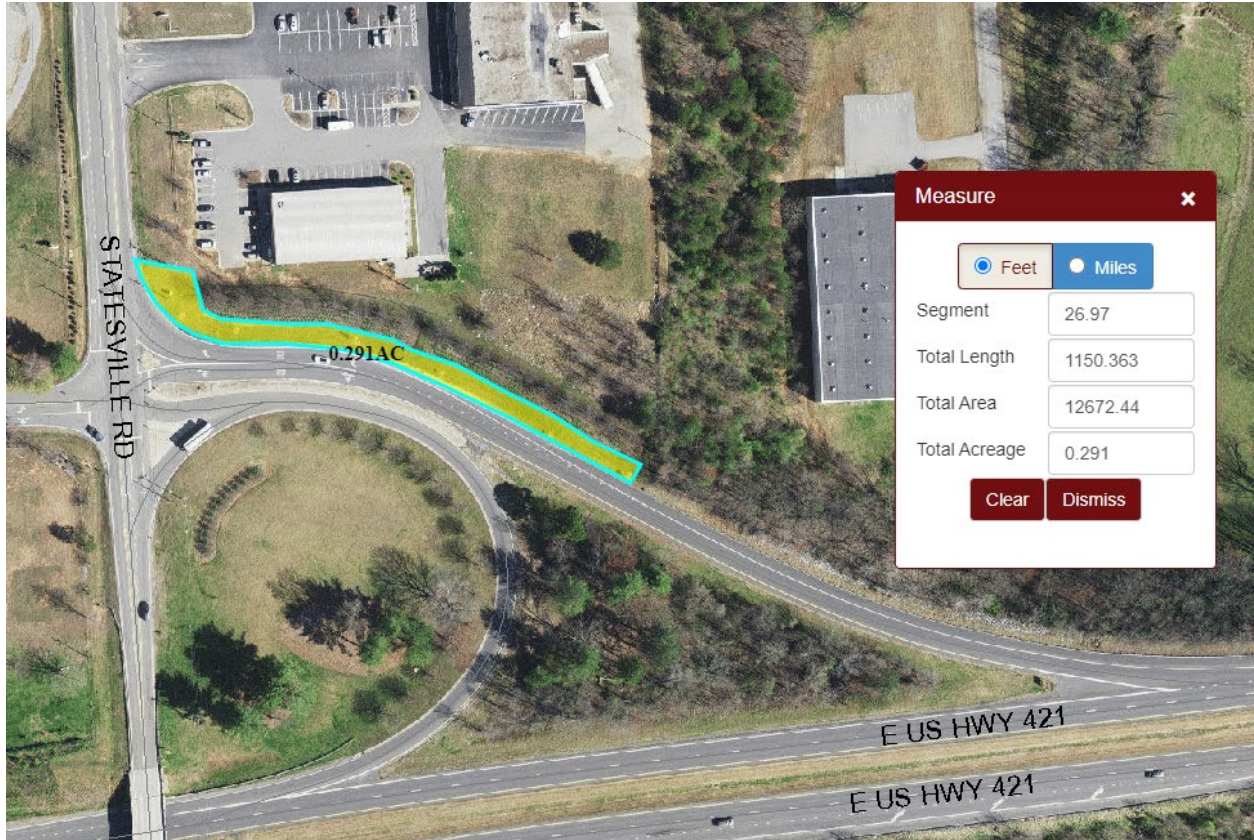 STATESVILLE RD
0.291AC
E US HWY 421
E US HWY 421
Measure ×
Feet Miles
Segment 26.97
Total Length 1150.363
Total Area 12672.44
Total Acreage 0.291
Clear Dismiss